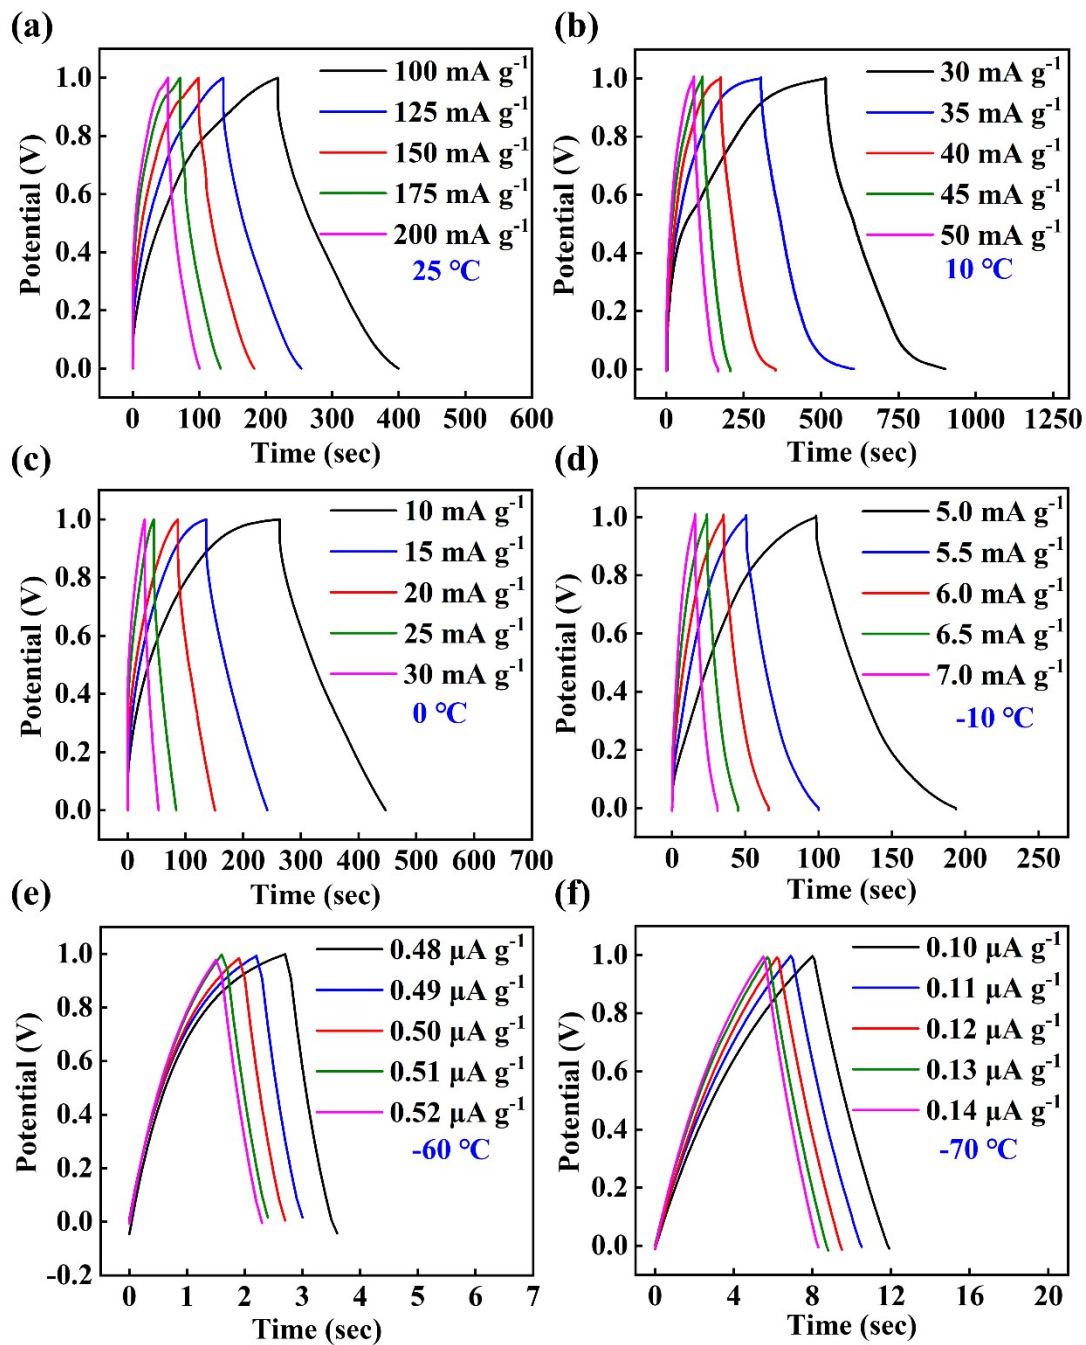 (a)
1.0
0.8
0.6
0.4
0.2
0.0
Potential (V)
100 mA g-1
125 mA g-1
150 mA g-1
175 mA g-1
200 mA g-1
25 ℃
0 100 200 300 400 500 600
Time (sec)
(b)
1.0
0.8
0.6
0.4
0.2
0.0
Potential (V)
30 mA g-1
35 mA g-1
40 mA g-1
45 mA g-1
50 mA g-1
10 ℃
0 250 500 750 1000 1250
Time (sec)
(c)
1.0
0.8
0.6
0.4
0.2
0.0
Potential (V)
10 mA g-1
15 mA g-1
20 mA g-1
25 mA g-1
30 mA g-1
0 ℃
0 100 200 300 400 500 600 700
Time (sec)
(d)
1.0
0.8
0.6
0.4
0.2
0.0
Potential (V)
5.0 mA g-1
5.5 mA g-1
6.0 mA g-1
6.5 mA g-1
7.0 mA g-1
-10 ℃
0 50 100 150 200 250
Time (sec)
(e)
1.0
0.8
0.6
0.4
0.2
0.0
-0.2
Potential (V)
0.48 μA g-1
0.49 μA g-1
0.50 μA g-1
0.51 μA g-1
0.52 μA g-1
-60 ℃
0 1 2 3 4 5 6 7
Time (sec)
(f)
1.0
0.8
0.6
0.4
0.2
0.0
Potential (V)
0.10 μA g-1
0.11 μA g-1
0.12 μA g-1
0.13 μA g-1
0.14 μA g-1
-70 ℃
0 4 8 12 16 20
Time (sec)